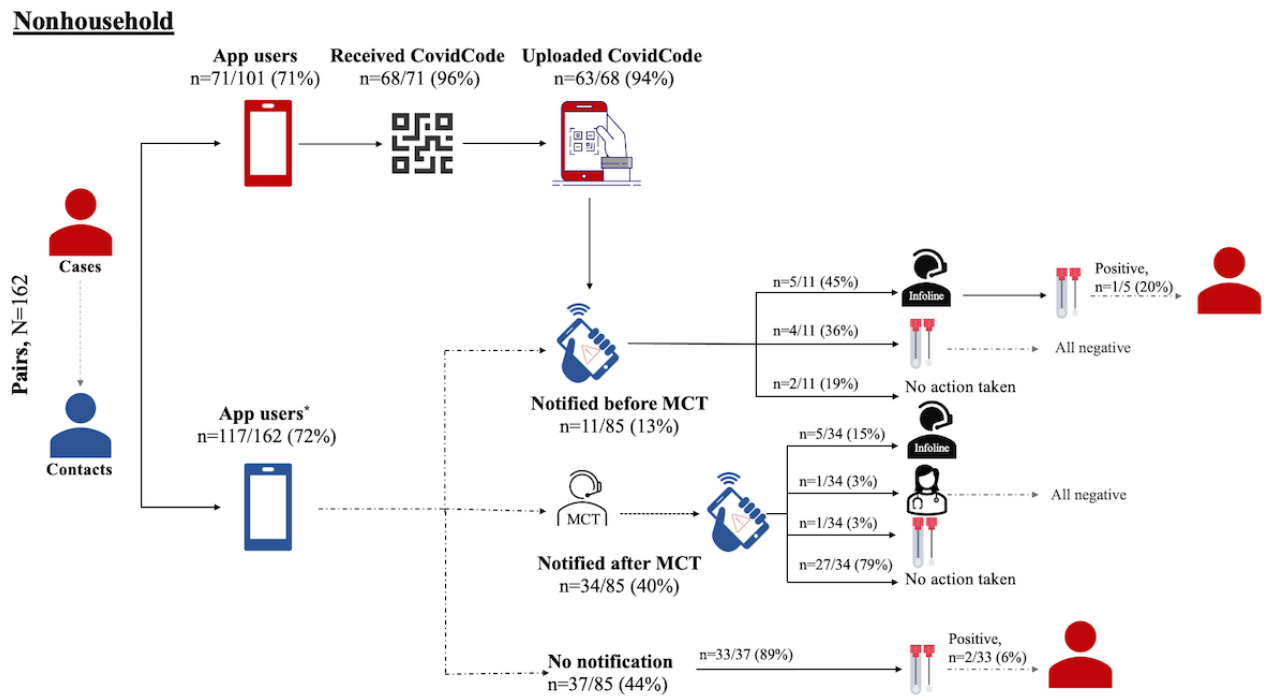 Nonhousehold
App users
n=71/101 (71%)
Received CovidCode
n=68/71 (96%)
Uploaded CovidCode
n=63/68 (94%)
Pairs, N=162
Cases
Contacts
App users*
n=117/162 (72%)
Notified before MCT
n=11/85 (13%)
n=5/11 (45%)
Infoline
Positive,
n=1/5 (20%)
n=4/11 (36%)
All negative
n=2/11 (19%)
No action taken
MCT
Notified after MCT
n=34/85 (40%)
n=5/34 (15%)
Infoline
n=1/34 (3%)
All negative
n=1/34 (3%)
n=27/34 (79%)
No action taken
No notification
n=37/85 (44%)
n=33/37 (89%)
Positive,
n=2/33 (6%)